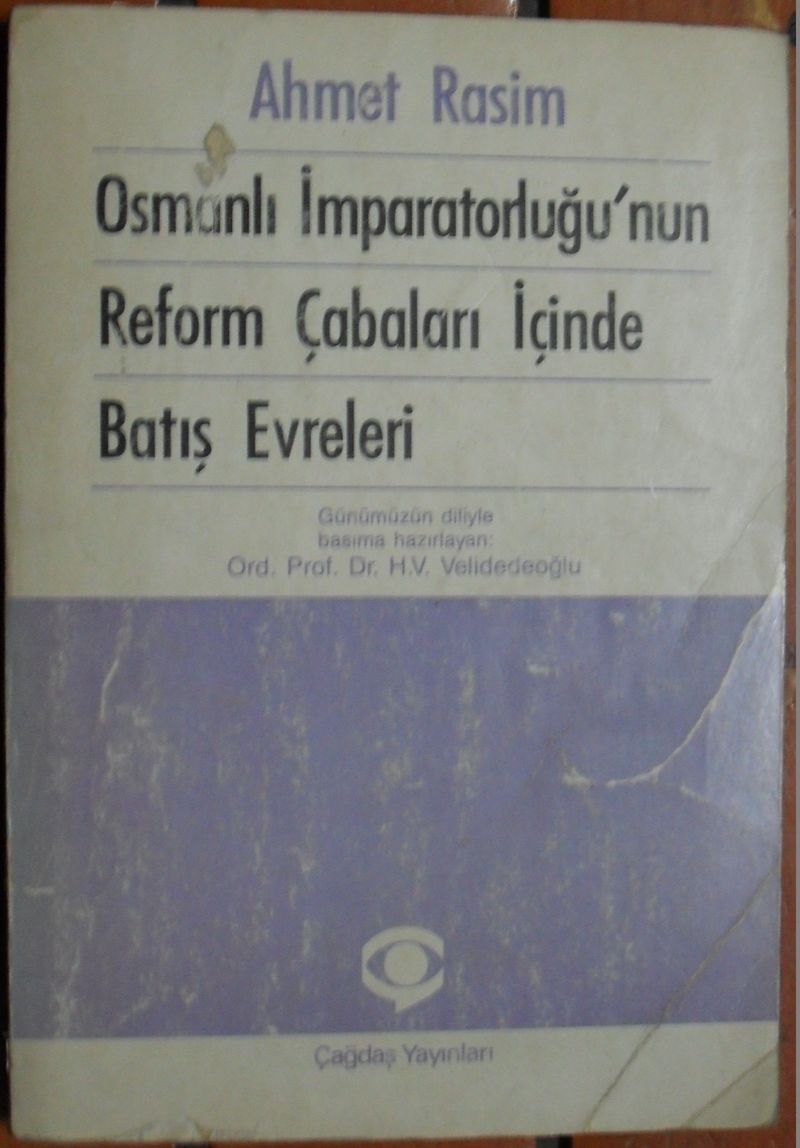 Ahmet Rasim
Osmanlı İmparatorluğu'nun
Reform Çabaları İçinde
Batış Evreleri
Günümüzün diliyle
basıma hazırlayan:
Ord. Prof. Dr. H.V. Velidedeoğlu
Çağdaş Yayınları